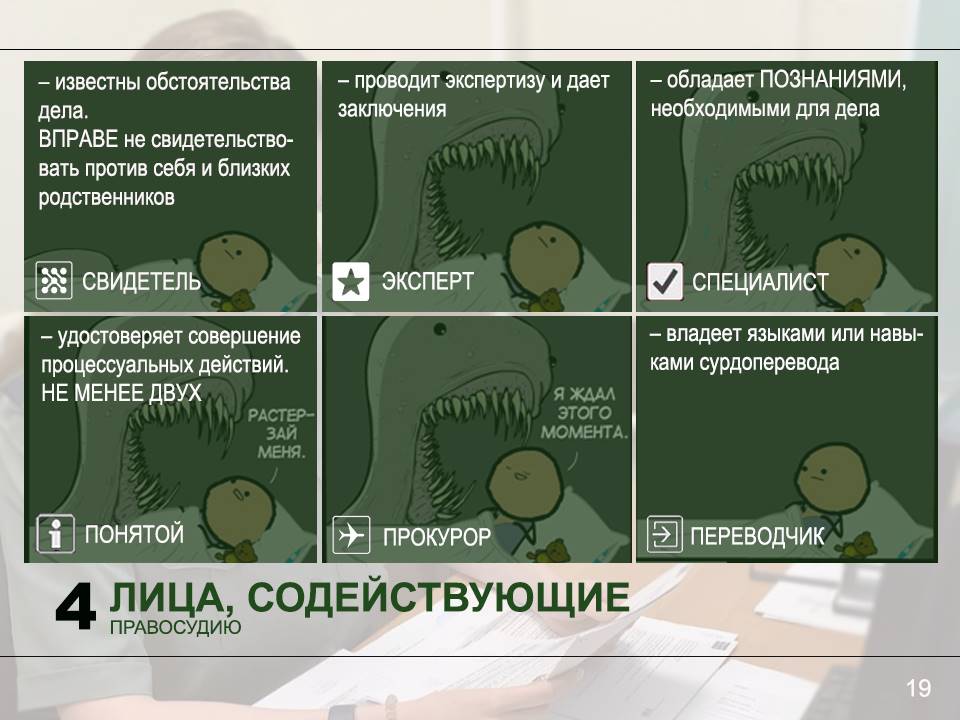 – известны обстоятельства
дела.
ВПРАВЕ не свидетельство-
вать против себя и близких
родственников
СВИДЕТЕЛЬ
– проводит экспертизу и дает
заключения
ЭКСПЕРТ
– обладает ПОЗНАНИЯМИ,
необходимыми для дела
СПЕЦИАЛИСТ
– удостоверяет совершение
процессуальных действий.
НЕ МЕНЕЕ ДВУХ
РАСТЕР-
ЗАЙ
МЕНЯ.
ПОНЯТОЙ
Я ЖДАЛ
ЭТОГО
МОМЕНТА.
ПРОКУРОР
– владеет языками или навы-
ками сурдоперевода
ПЕРЕВОДЧИК
4 ЛИЦА, СОДЕЙСТВУЮЩИЕ
ПРАВОСУДИЮ
19